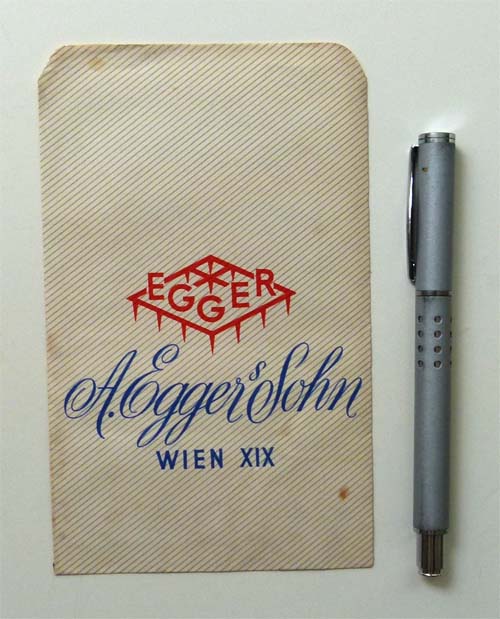 EGGER
A. Egger's Sohn
WIEN XIX